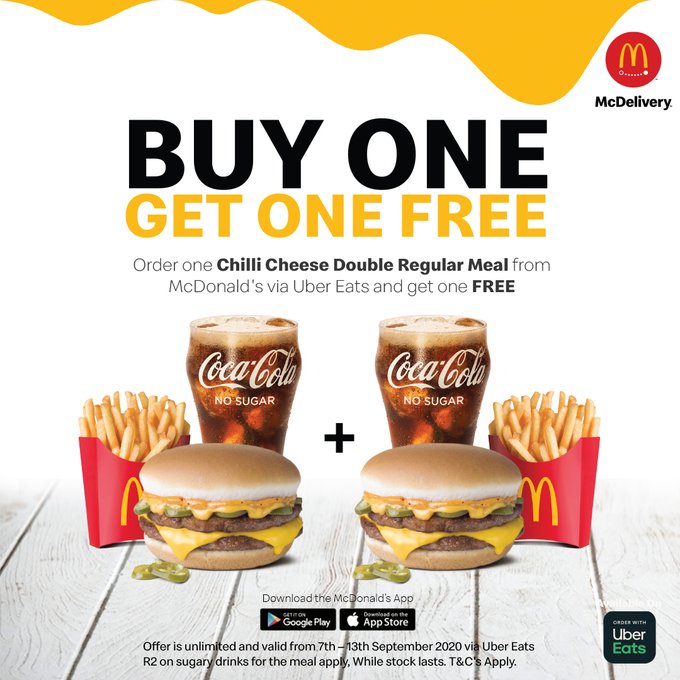 McDelivery
BUY ONE
GET ONE FREE
Order one Chilli Cheese Double Regular Meal from
McDonald's via Uber Eats and get one FREE
Coca-Cola
NO SUGAR
Coca-Cola
NO SUGAR
+
Download the McDonald's App
GET IT ON
Google Play
Download on the
App Store
ORDER WITH
Uber
Eats
Offer is unlimited and valid from 7th – 13th September 2020 via Uber Eats
R2 on sugary drinks for the meal apply, While stock lasts. T&C's Apply.